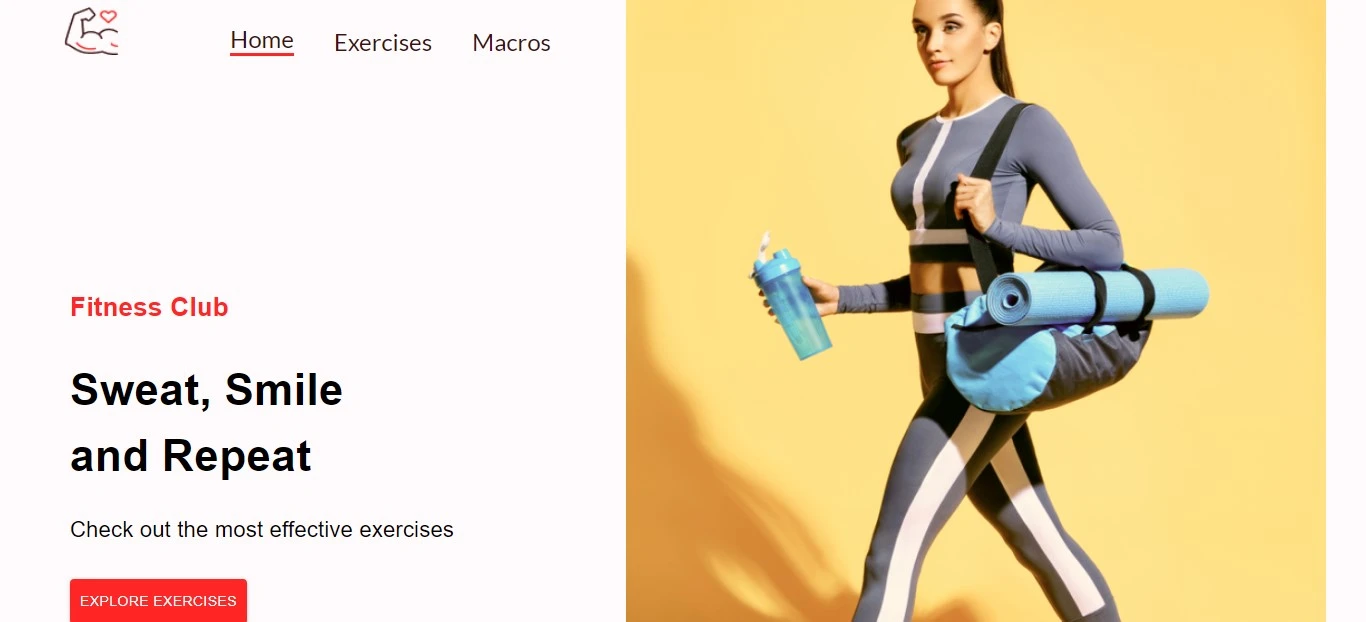 Home Exercises Macros
Fitness Club
Sweat, Smile
and Repeat
Check out the most effective exercises
EXPLORE EXERCISES